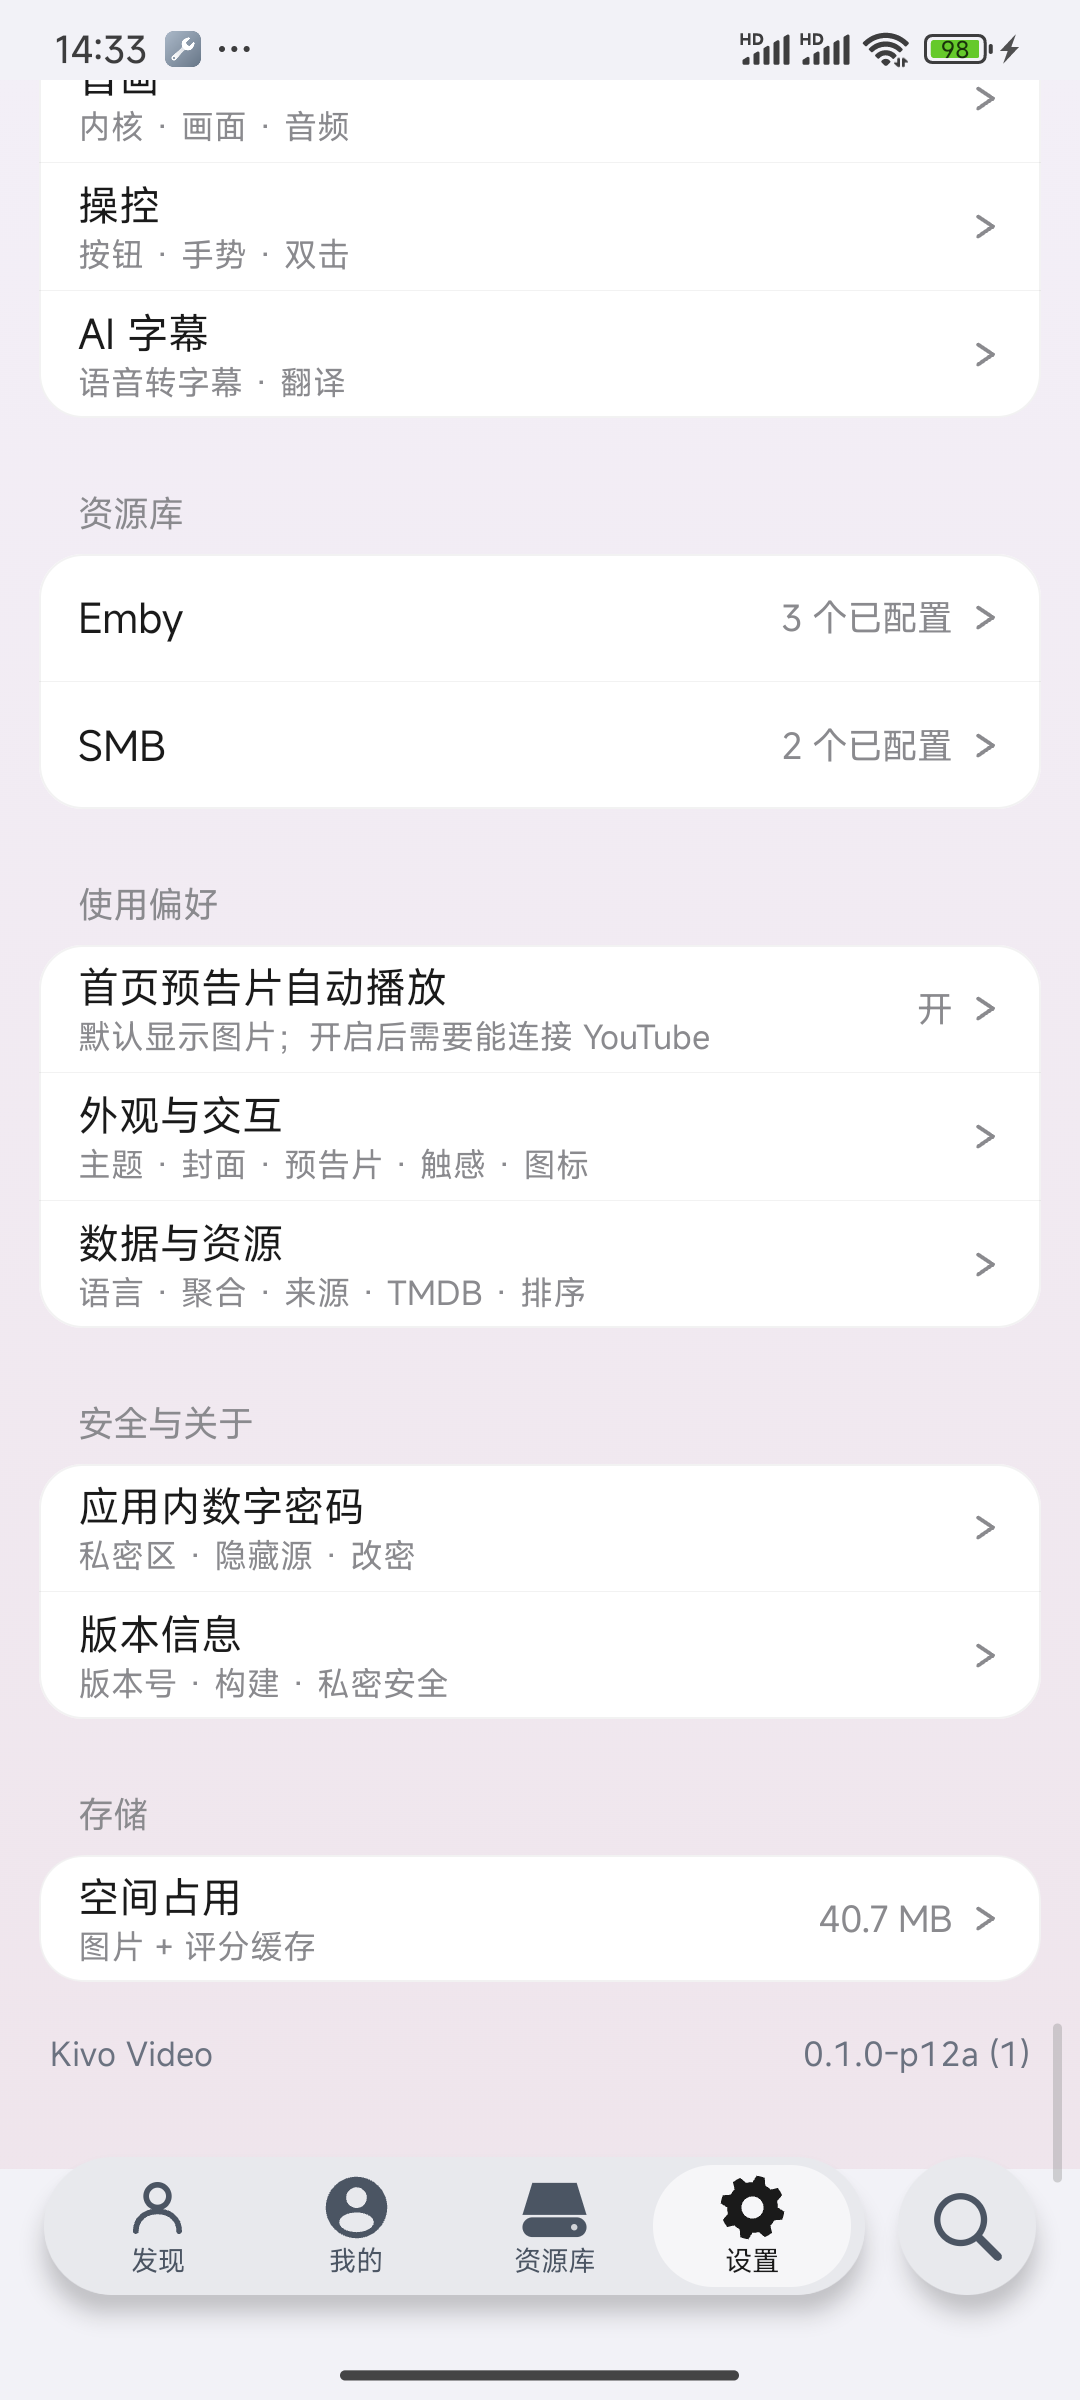 14:33
HD HD 98
内核 · 画面 · 音频
操控
按钮 · 手势 · 双击
AI 字幕
语音转字幕 · 翻译
资源库
Emby 3 个已配置
SMB 2 个已配置
使用偏好
首页预告片自动播放
默认显示图片；开启后需要能连接 YouTube
开
外观与交互
主题 · 封面 · 预告片 · 触感 · 图标
数据与资源
语言 · 聚合 · 来源 · TMDB · 排序
安全与关于
应用内数字密码
私密区 · 隐藏源 · 改密
版本信息
版本号 · 构建 · 私密安全
存储
空间占用
图片 + 评分缓存
40.7 MB
Kivo Video 0.1.0-p12a (1)
发现 我的 资源库 设置